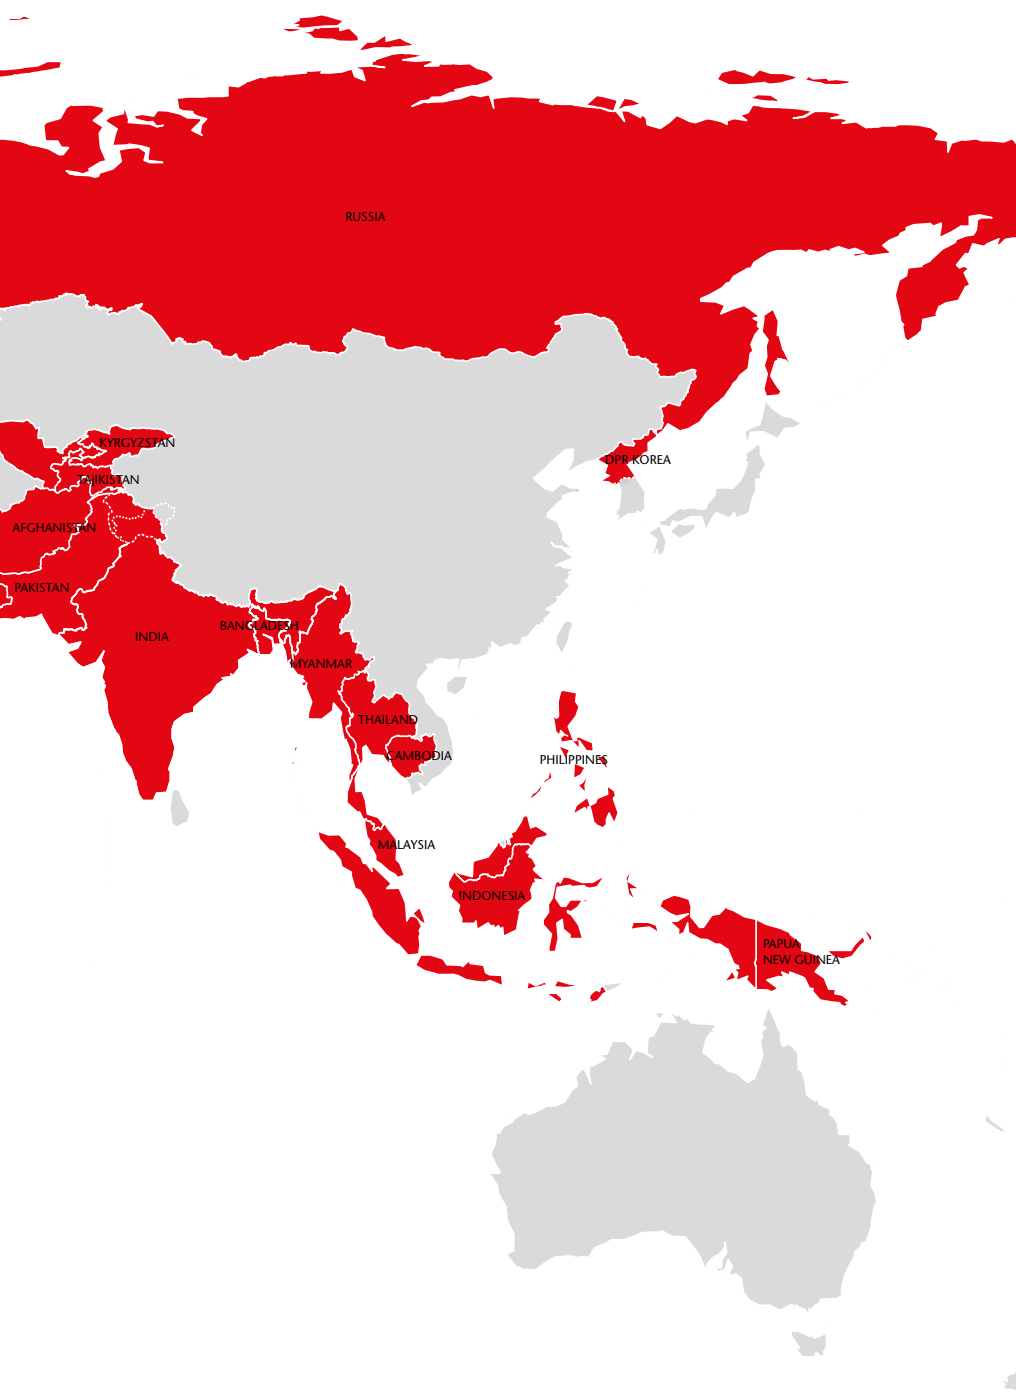 RUSSIA
KYRGYZSTAN
DPR KOREA
TAJIKISTAN
AFGHANISTAN
PAKISTAN
BANGLADESH
INDIA
MYANMAR
THAILAND
CAMBODIA
PHILIPPINES
MALAYSIA
INDONESIA
PAPUA
NEW GUINEA